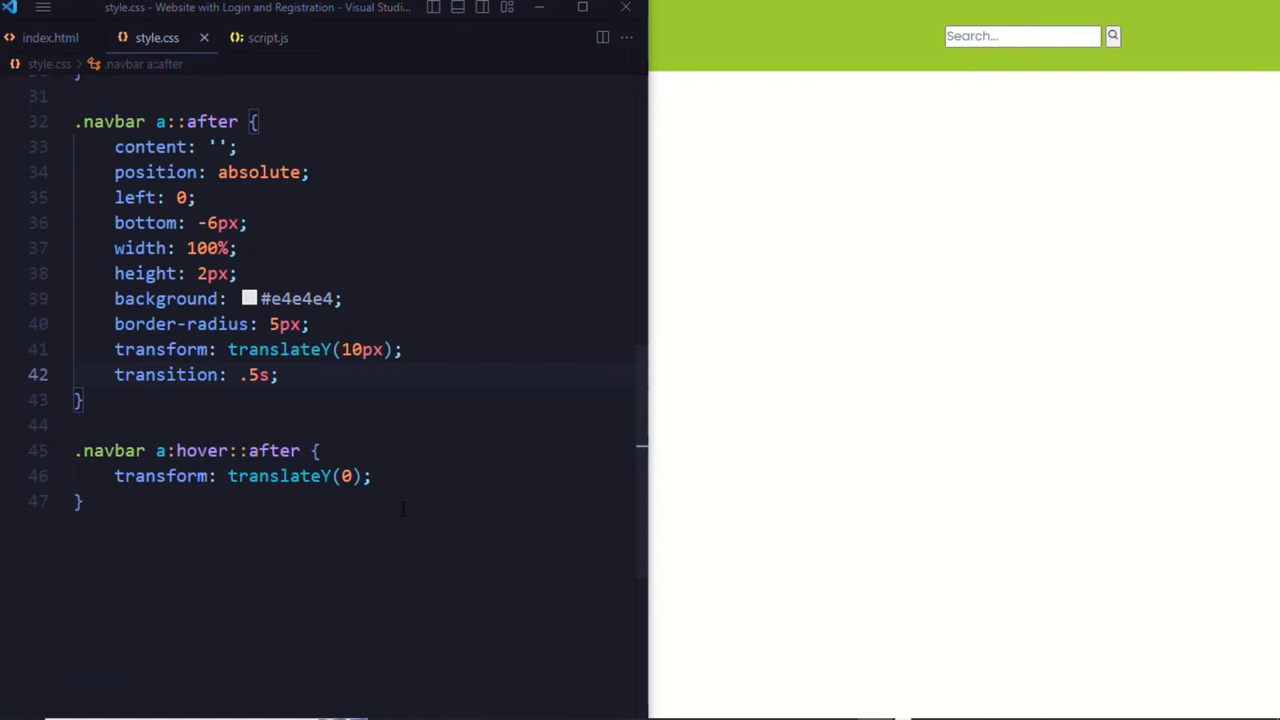 style.css - Website with Login and Registration - Visual Studi...
index.html
style.css
script.js
style.css > .navbar a::after
31
32 .navbar a::after {
33 content: '';
34 position: absolute;
35 left: 0;
36 bottom: -6px;
37 width: 100%;
38 height: 2px;
39 background: #e4e4e4;
40 border-radius: 5px;
41 transform: translateY(10px);
42 transition: .5s;
43 }
44
45 .navbar a:hover::after {
46 transform: translateY(0);
47 }
Search...